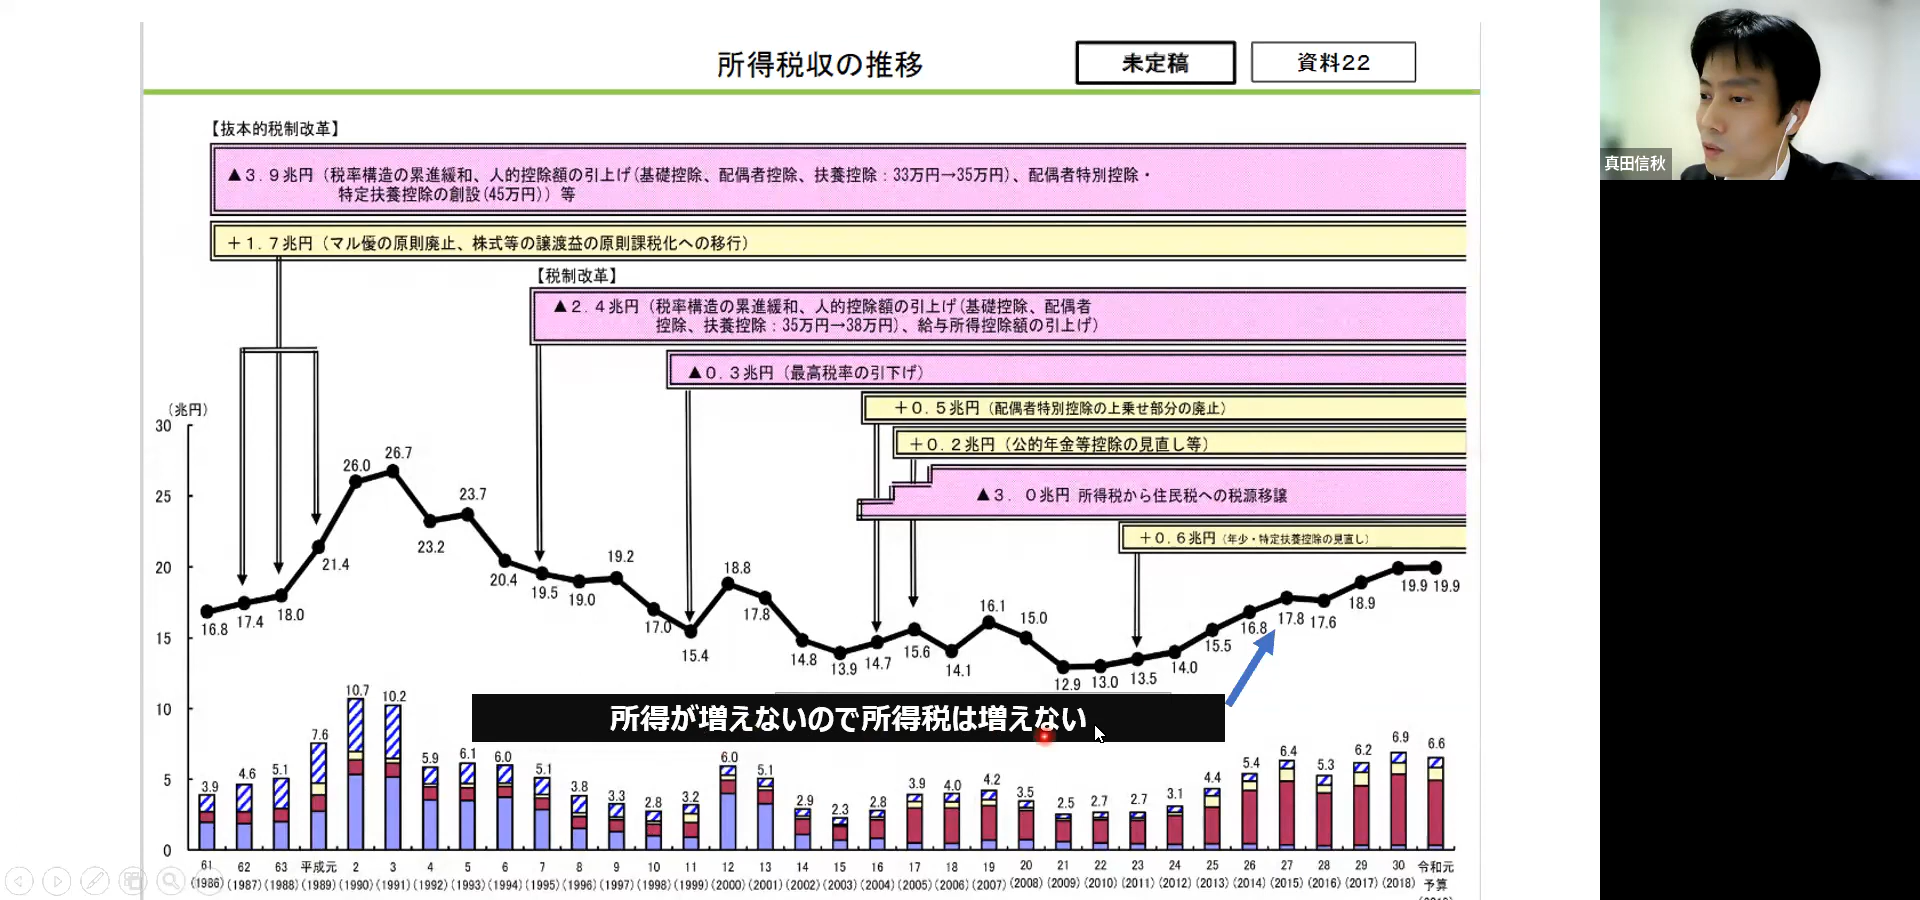 所得税収の推移
未定稿
資料22
真田信秋
【抜本的税制改革】
▲3.9兆円（税率構造の累進緩和、人的控除額の引上げ(基礎控除、配偶者控除、扶養控除：33万円→35万円)、配偶者特別控除・
特定扶養控除の創設(45万円)）等
＋1.7兆円（マル優の原則廃止、株式等の譲渡益の原則課税化への移行）
【税制改革】
▲2.4兆円（税率構造の累進緩和、人的控除額の引上げ(基礎控除、配偶者
控除、扶養控除：35万円→38万円)、給与所得控除額の引上げ）
▲0.3兆円（最高税率の引下げ）
＋0.5兆円（配偶者特別控除の上乗せ部分の廃止）
＋0.2兆円（公的年金等控除の見直し等）
▲3.0兆円 所得税から住民税への税源移譲
＋0.6兆円（年少・特定扶養控除の見直し）
（兆円）
30
25
20
15
10
5
0
16.8 17.4 18.0 21.4 26.0 26.7 23.2 23.7 20.4 19.5 19.0 19.2 17.0 15.4 18.8 17.8 14.8 13.9 14.7 15.6 14.1 16.1 15.0 12.9 13.0 13.5 14.0 15.5 16.8 17.8 17.6 18.9 19.9 19.9
所得が増えないので所得税は増えない
3.9 4.6 5.1 7.6 10.7 10.2 5.9 6.1 6.0 5.1 3.8 3.3 2.8 3.2 6.0 5.1 2.9 2.3 2.8 3.9 4.0 4.2 3.5 2.5 2.7 2.7 3.1 4.4 5.4 6.4 5.3 6.2 6.9 6.6
61 62 63 平成元 2 3 4 5 6 7 8 9 10 11 12 13 14 15 16 17 18 19 20 21 22 23 24 25 26 27 28 29 30 令和元
(1986) (1987) (1988) (1989) (1990) (1991) (1992) (1993) (1994) (1995) (1996) (1997) (1998) (1999) (2000) (2001) (2002) (2003) (2004) (2005) (2006) (2007) (2008) (2009) (2010) (2011) (2012) (2013) (2014) (2015) (2016) (2017) (2018) 予算